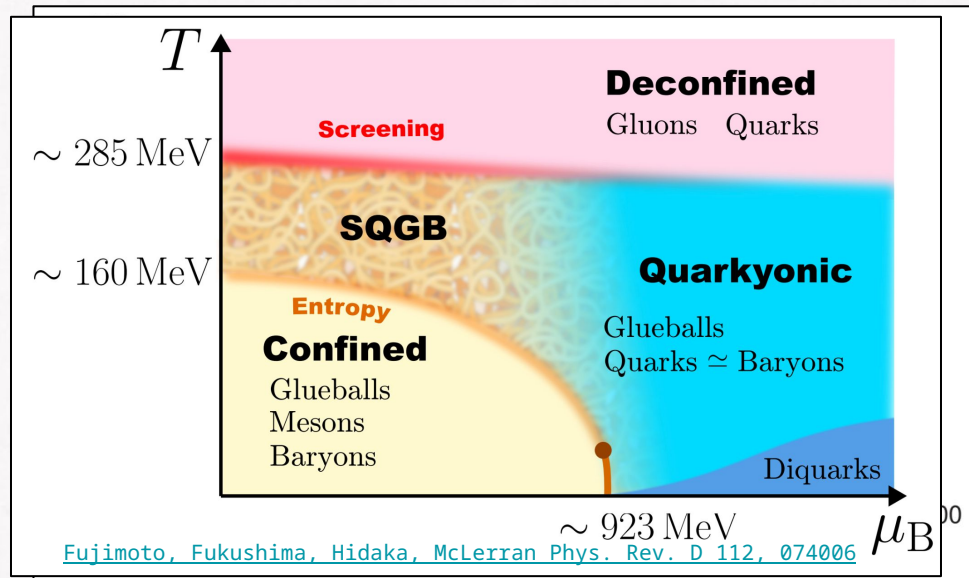 T
Deconfined
Gluons Quarks
Screening
~ 285 MeV
SQGB
~ 160 MeV
Quarkyonic
Entropy
Glueballs
Quarks ≃ Baryons
Confined
Glueballs
Mesons
Baryons
Diquarks
~ 923 MeV
μB
00
Fujimoto, Fukushima, Hidaka, McLerran Phys. Rev. D 112, 074006